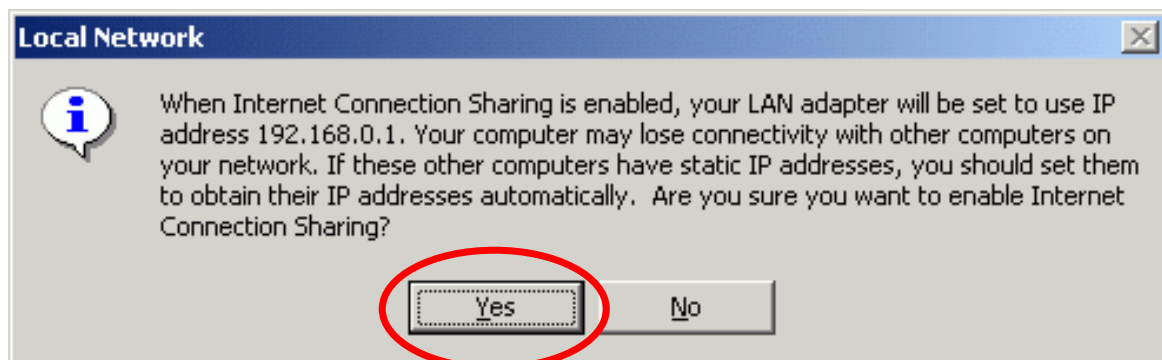 Local Network
When Internet Connection Sharing is enabled, your LAN adapter will be set to use IP
address 192.168.0.1. Your computer may lose connectivity with other computers on
your network. If these other computers have static IP addresses, you should set them
to obtain their IP addresses automatically.  Are you sure you want to enable Internet
Connection Sharing?
Yes No